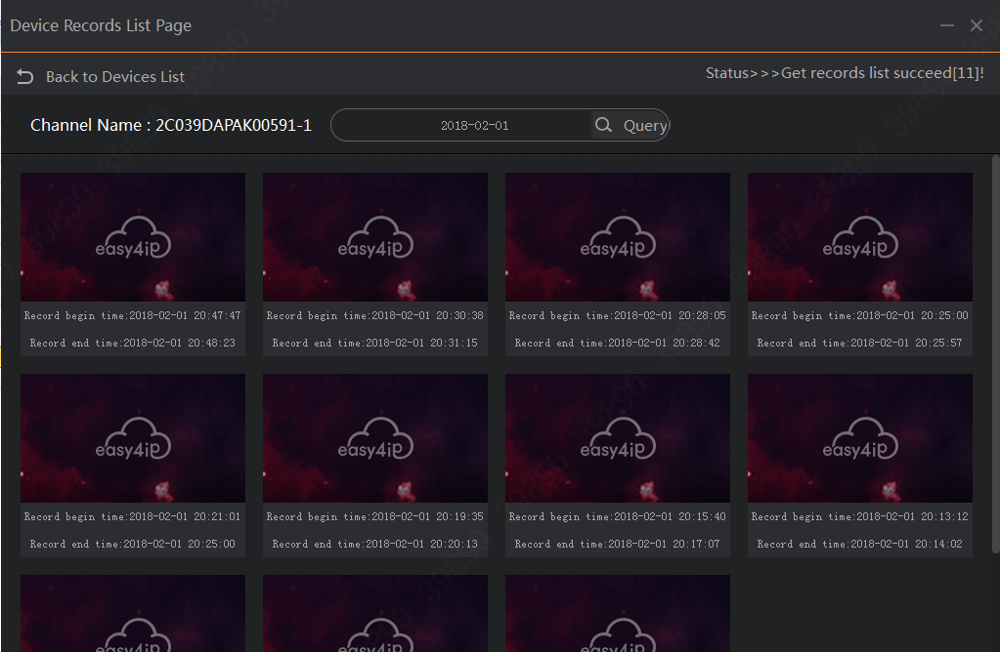 Device Records List Page
Back to Devices List
Status>>>Get records list succeed[11]!
Channel Name : 2C039DAPAK00591-1
2018-02-01
Query
easy4ip
easy4ip
easy4ip
easy4ip
Record begin time:2018-02-01 20:47:47
Record end time:2018-02-01 20:48:23
Record begin time:2018-02-01 20:30:38
Record end time:2018-02-01 20:31:15
Record begin time:2018-02-01 20:28:05
Record end time:2018-02-01 20:28:42
Record begin time:2018-02-01 20:25:00
Record end time:2018-02-01 20:25:57
easy4ip
easy4ip
easy4ip
easy4ip
Record begin time:2018-02-01 20:21:01
Record end time:2018-02-01 20:25:00
Record begin time:2018-02-01 20:19:35
Record end time:2018-02-01 20:20:13
Record begin time:2018-02-01 20:15:40
Record end time:2018-02-01 20:17:07
Record begin time:2018-02-01 20:13:12
Record end time:2018-02-01 20:14:02
easy4ip
easy4ip
easy4ip
39890
39890
39890
39890
39890
39890
39890